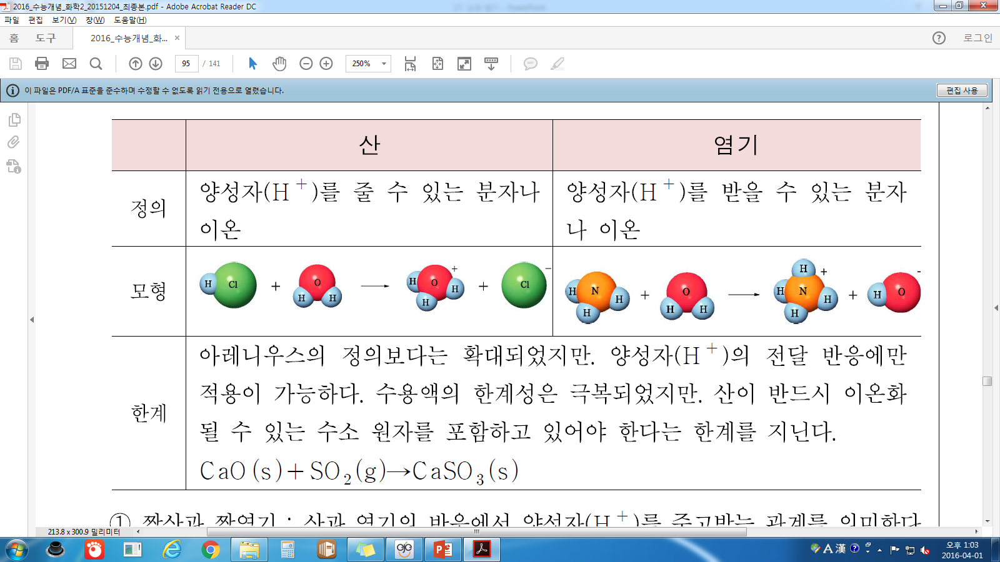 2016_수능개념_화학2_20151204_최종본.pdf - Adobe Acrobat Reader DC
파일 편집 보기(V) 창(W) 도움말(H)
홈 도구 2016_수능개념_화... × 로그인
95 / 141 250%
이 파일은 PDF/A 표준을 준수하며 수정할 수 없도록 읽기 전용으로 열렸습니다. 편집 사용
산 염기
정의
양성자(H⁺)를 줄 수 있는 분자나
이온
양성자(H⁺)를 받을 수 있는 분자
나 이온
모형
H Cl + O H H → H O H H + + Cl −
H N H H + O H H → H H N H H + + H O -
한계
아레니우스의 정의보다는 확대되었지만. 양성자(H⁺)의 전달 반응에만
적용이 가능하다. 수용액의 한계성은 극복되었지만. 산이 반드시 이온화
될 수 있는 수소 원자를 포함하고 있어야 한다는 한계를 지닌다.
CaO(s)+SO₂(g)→CaSO₃(s)
① 짝산과 짝염기 : 산과 염기의 반응에서 양성자(H⁺)를 주고받는 관계를 의미한다
213.8 x 300.9 밀리미터
A 漢 오후 1:03
2016-04-01